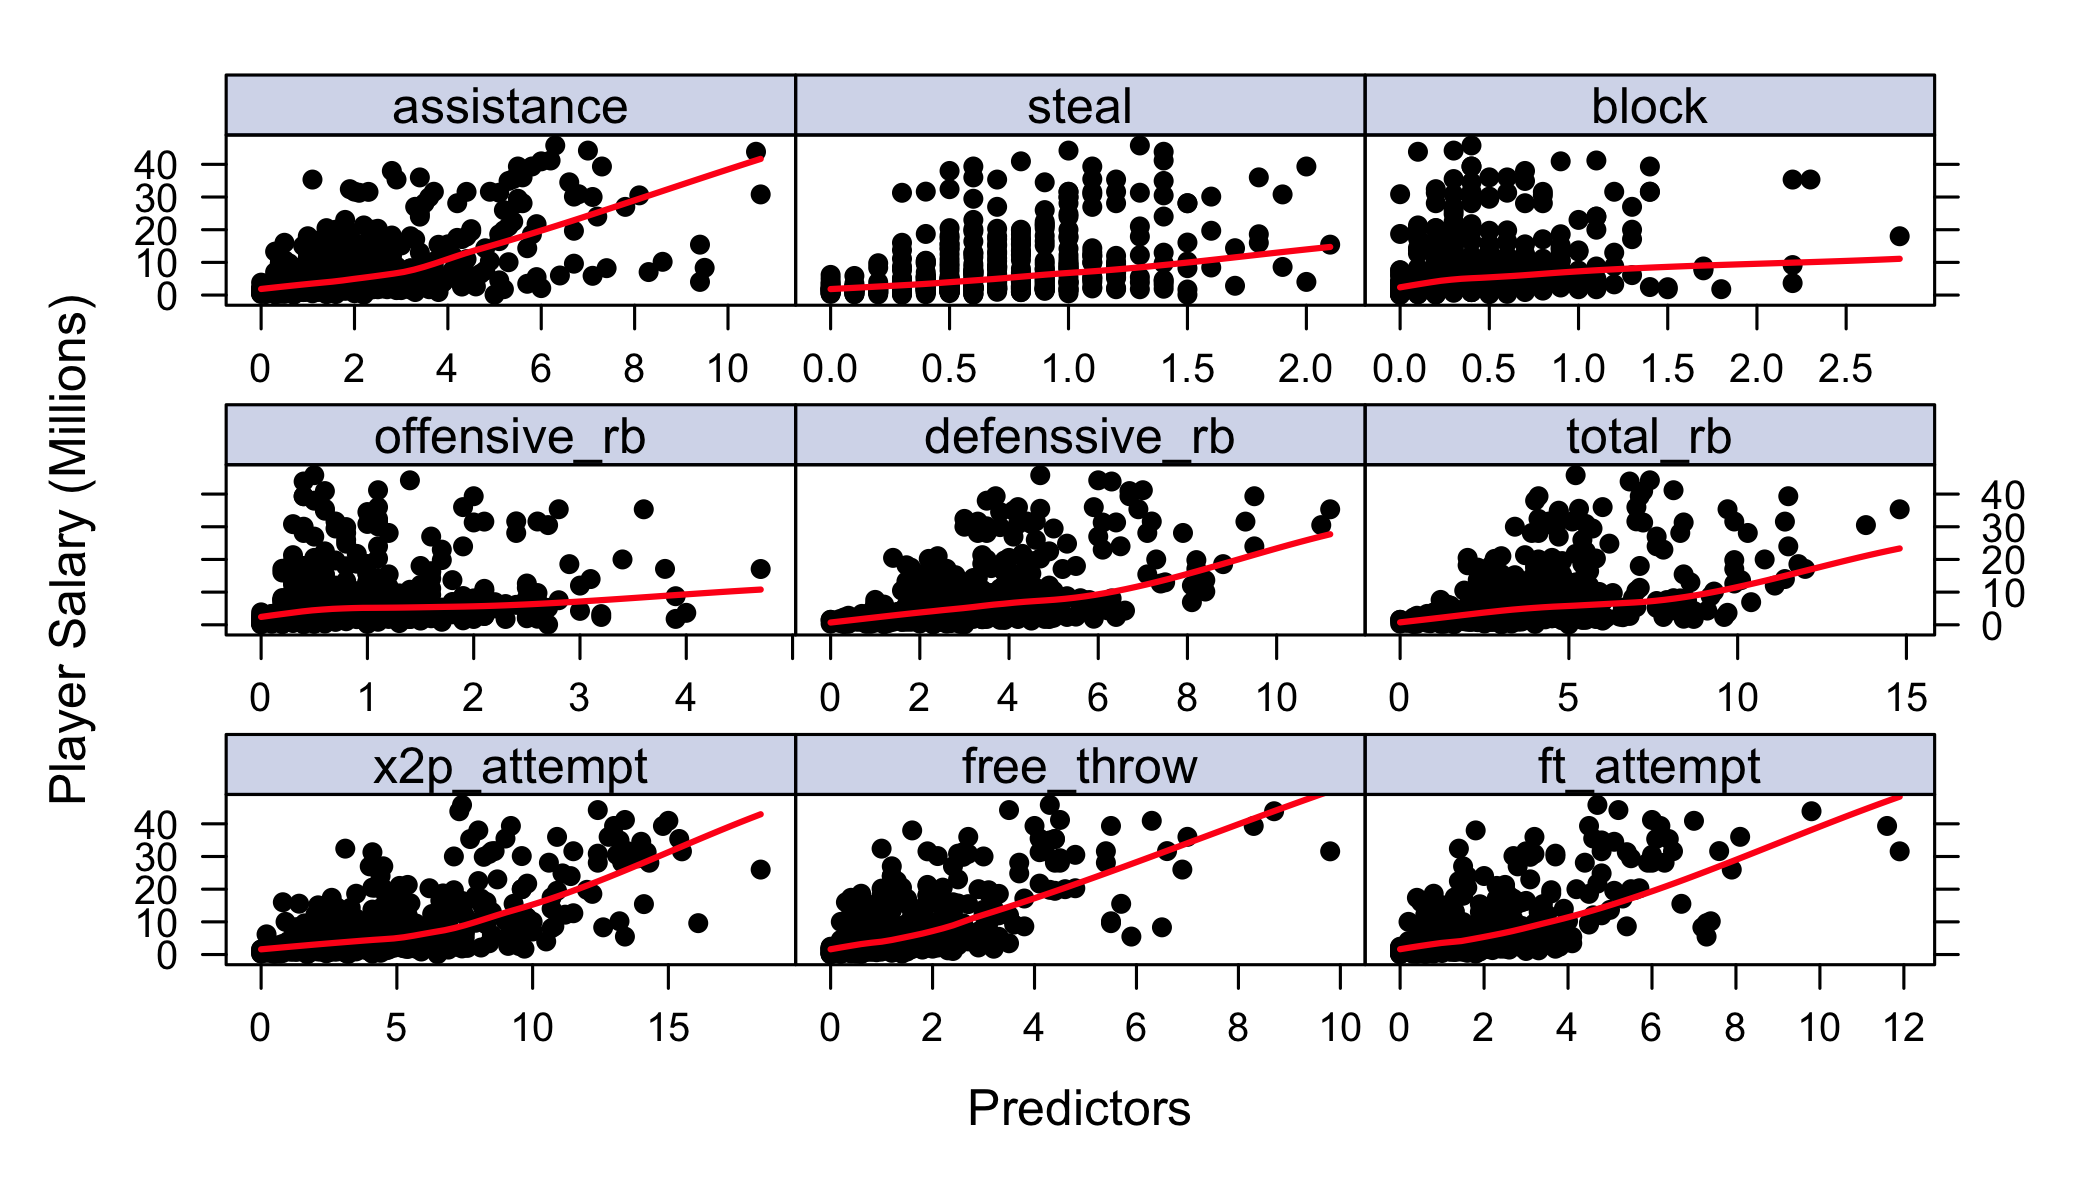 assistance steal block
40
30
20
10
0
0 2 4 6 8 10 0.0 0.5 1.0 1.5 2.0 0.0 0.5 1.0 1.5 2.0 2.5
offensive_rb defenssive_rb total_rb
40
30
20
10
0
0 1 2 3 4 0 2 4 6 8 10 0 5 10 15
x2p_attempt free_throw ft_attempt
40
30
20
10
0
0 5 10 15 0 2 4 6 8 10 0 2 4 6 8 10 12
Player Salary (Millions)
Predictors